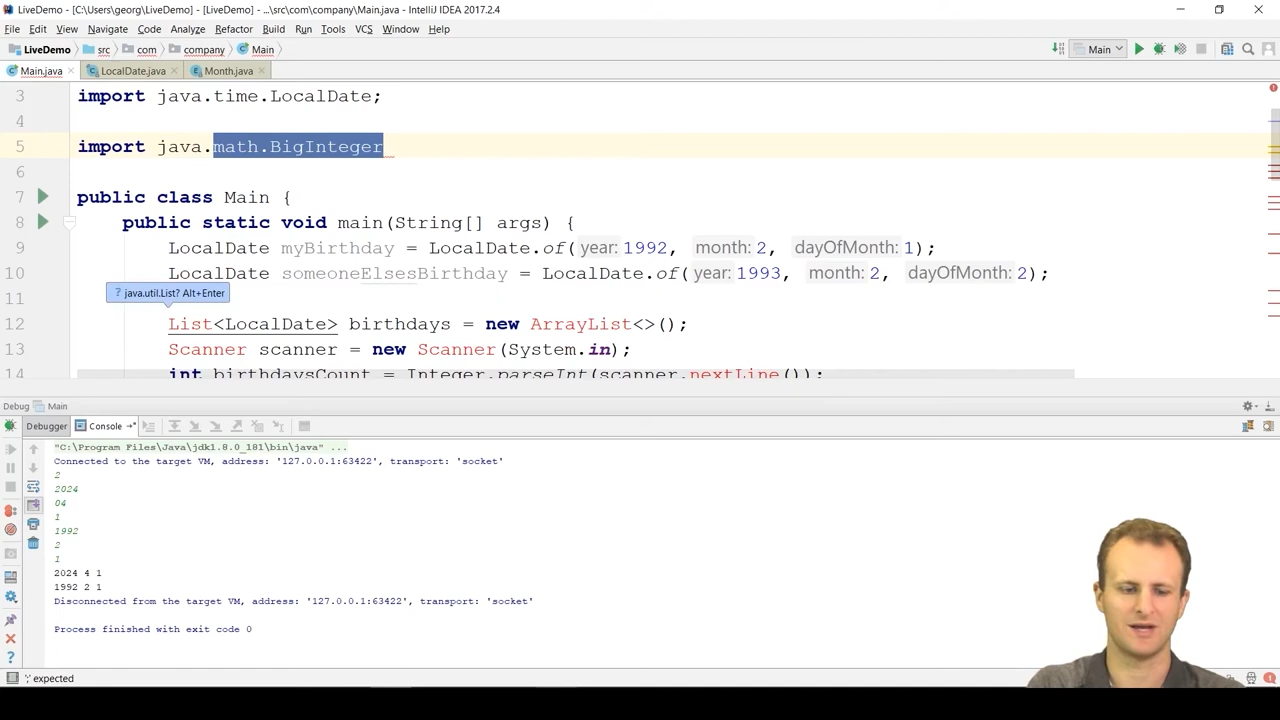 LiveDemo - [C:\Users\georg\LiveDemo] - [LiveDemo] - ...\src\com\company\Main.java - IntelliJ IDEA 2017.2.4
File Edit View Navigate Code Analyze Refactor Build Run Tools VCS Window Help
LiveDemo src com company Main Main
Main.java LocalDate.java Month.java
3 import java.time.LocalDate;
4
5 import java.math.BigInteger
6
7 public class Main {
8 public static void main(String[] args) {
9 LocalDate myBirthday = LocalDate.of( year: 1992, month: 2, dayOfMonth: 1);
10 LocalDate someoneElsesBirthday = LocalDate.of( year: 1993, month: 2, dayOfMonth: 2);
? java.util.List? Alt+Enter
11
12 List<LocalDate> birthdays = new ArrayList<>();
13 Scanner scanner = new Scanner(System.in);
14 int birthdaysCount = Integer.parseInt(scanner.nextLine());
Debug Main
Debugger Console
"C:\Program Files\Java\jdk1.8.0_181\bin\java" ...
Connected to the target VM, address: '127.0.0.1:63422', transport: 'socket'
2
2024
04
1
1992
2
1
2024 4 1
1992 2 1
Disconnected from the target VM, address: '127.0.0.1:63422', transport: 'socket'
Process finished with exit code 0
';' expected